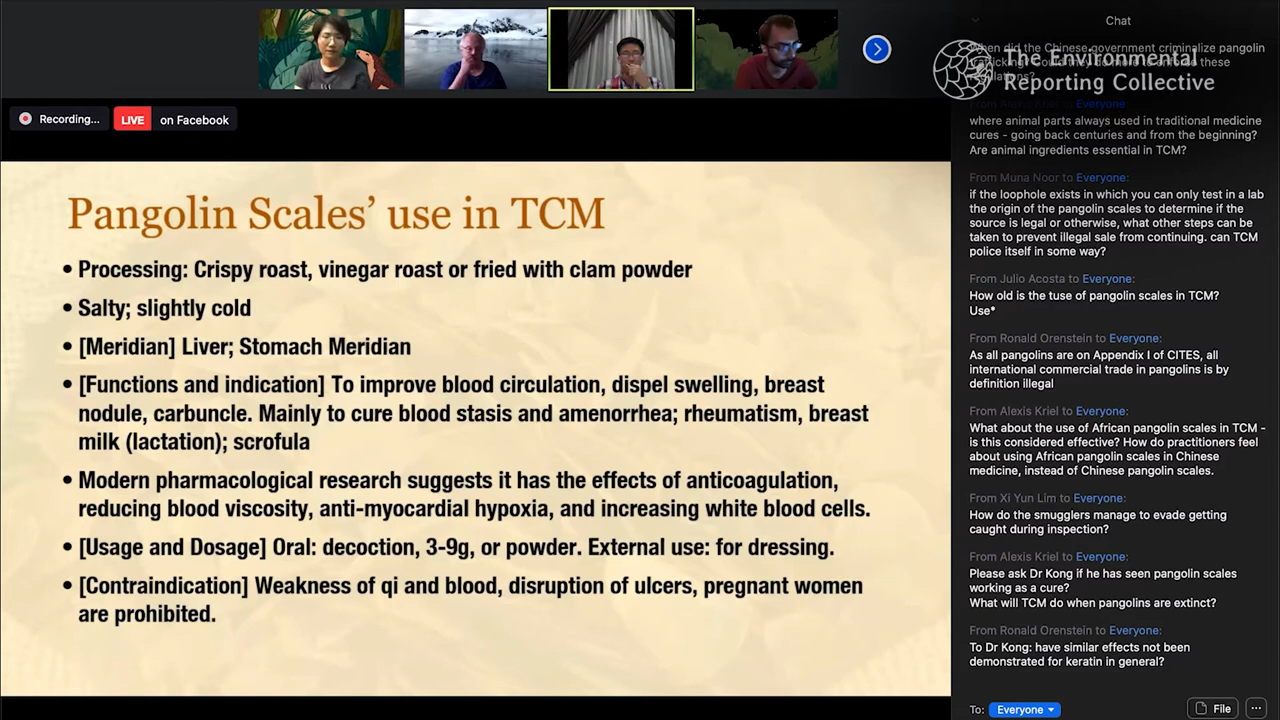 Recording...
LIVE
on Facebook
Pangolin Scales' use in TCM
• Processing: Crispy roast, vinegar roast or fried with clam powder
• Salty; slightly cold
• [Meridian] Liver; Stomach Meridian
• [Functions and indication] To improve blood circulation, dispel swelling, breast
nodule, carbuncle. Mainly to cure blood stasis and amenorrhea; rheumatism, breast
milk (lactation); scrofula
• Modern pharmacological research suggests it has the effects of anticoagulation,
reducing blood viscosity, anti-myocardial hypoxia, and increasing white blood cells.
• [Usage and Dosage] Oral: decoction, 3-9g, or powder. External use: for dressing.
• [Contraindication] Weakness of qi and blood, disruption of ulcers, pregnant women
are prohibited.
Chat
The Environmental
Reporting Collective
When did the Chinese government criminalize pangolin
these
Everyone:
where animal parts always used in traditional medicine
cures - going back centuries and from the beginning?
Are animal ingredients essential in TCM?
From Muna Noor to Everyone:
if the loophole exists in which you can only test in a lab
the origin of the pangolin scales to determine if the
source is legal or otherwise, what other steps can be
taken to prevent illegal sale from continuing. can TCM
police itself in some way?
From Julio Acosta to Everyone:
How old is the tuse of pangolin scales in TCM?
Use*
From Ronald Orenstein to Everyone:
As all pangolins are on Appendix I of CITES, all
international commercial trade in pangolins is by
definition illegal
From Alexis Kriel to Everyone:
What about the use of African pangolin scales in TCM -
is this considered effective? How do practitioners feel
about using African pangolin scales in Chinese
medicine, instead of Chinese pangolin scales.
From Xi Yun Lim to Everyone:
How do the smugglers manage to evade getting
caught during inspection?
From Alexis Kriel to Everyone:
Please ask Dr Kong if he has seen pangolin scales
working as a cure?
What will TCM do when pangolins are extinct?
From Ronald Orenstein to Everyone:
To Dr Kong: have similar effects not been
demonstrated for keratin in general?
To: Everyone
File